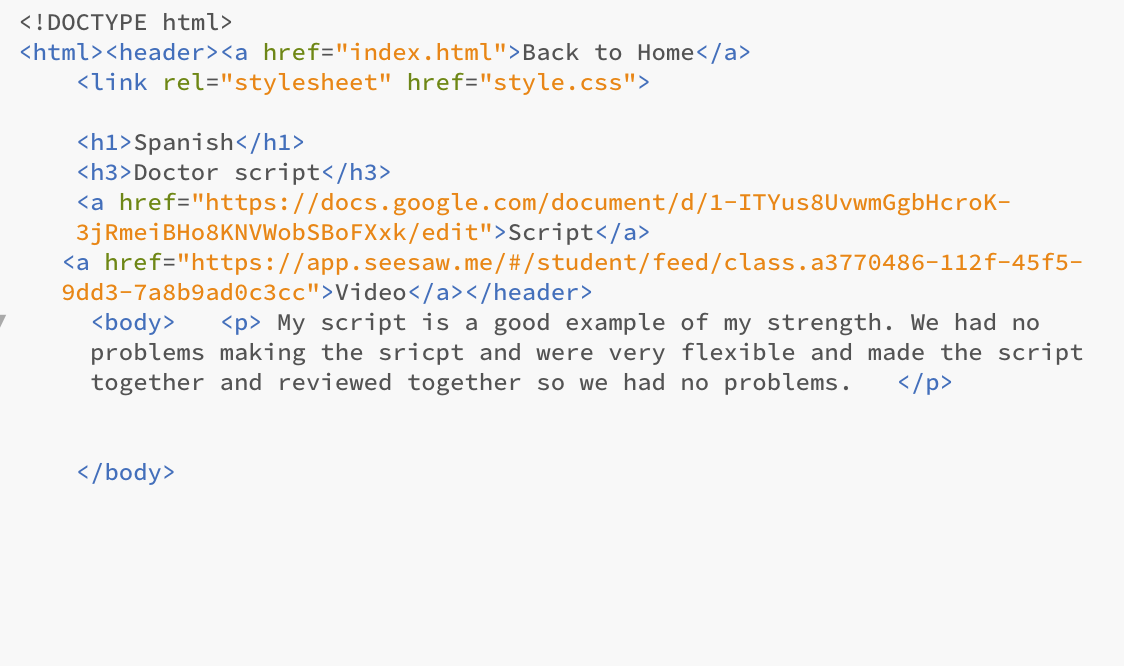 <!DOCTYPE html>
<html><header><a href="index.html">Back to Home</a>
<link rel="stylesheet" href="style.css">
<h1>Spanish</h1>
<h3>Doctor script</h3>
<a href="https://docs.google.com/document/d/1-ITYus8UvwmGgbHcroK-
3jRmeiBHo8KNVWobSBoFXxk/edit">Script</a>
<a href="https://app.seesaw.me/#/student/feed/class.a3770486-112f-45f5-
9dd3-7a8b9ad0c3cc">Video</a></header>
<body>   <p> My script is a good example of my strength. We had no
problems making the sricpt and were very flexible and made the script
together and reviewed together so we had no problems.   </p>
</body>